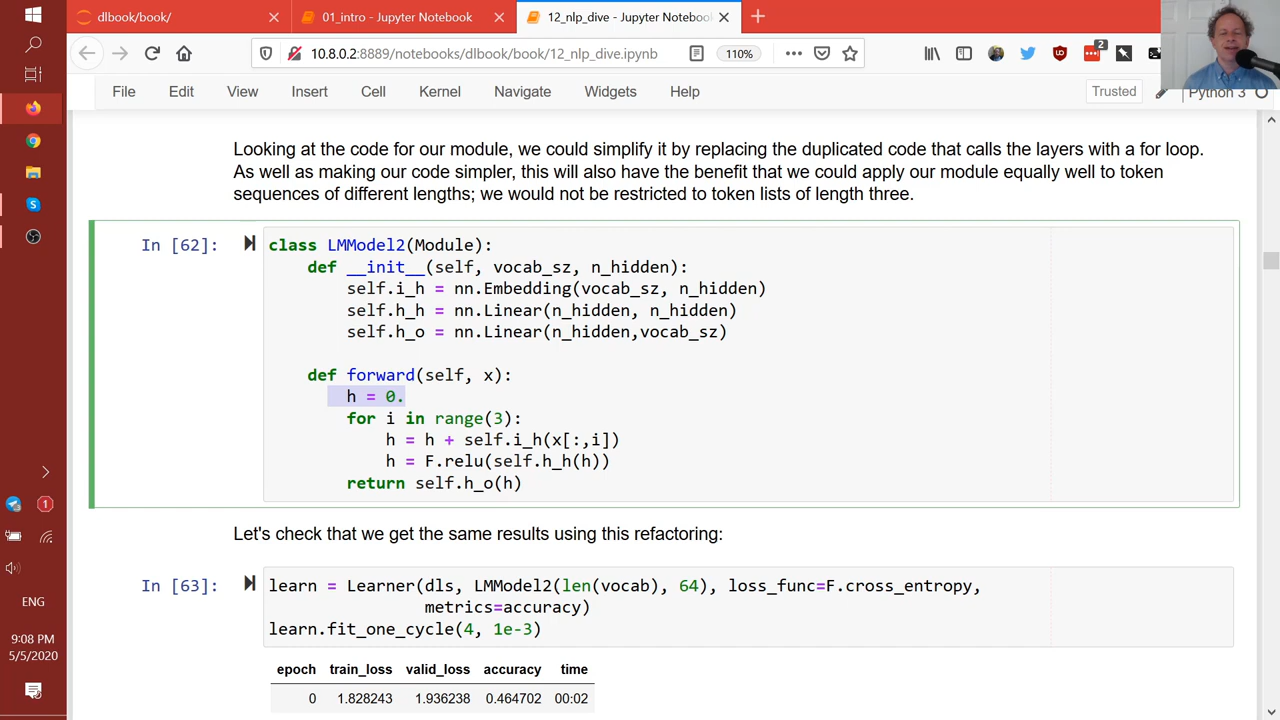 dlbook/book/
01_intro - Jupyter Notebook
12_nlp_dive - Jupyter Notebook
10.8.0.2:8889/notebooks/dlbook/book/12_nlp_dive.ipynb
110%
2
File Edit View Insert Cell Kernel Navigate Widgets Help
Trusted
Python 3
Looking at the code for our module, we could simplify it by replacing the duplicated code that calls the layers with a for loop.
As well as making our code simpler, this will also have the benefit that we could apply our module equally well to token
sequences of different lengths; we would not be restricted to token lists of length three.
In [62]:
class LMModel2(Module):
    def __init__(self, vocab_sz, n_hidden):
        self.i_h = nn.Embedding(vocab_sz, n_hidden)
        self.h_h = nn.Linear(n_hidden, n_hidden)
        self.h_o = nn.Linear(n_hidden,vocab_sz)
    def forward(self, x):
        h = 0.
        for i in range(3):
            h = h + self.i_h(x[:,i])
            h = F.relu(self.h_h(h))
        return self.h_o(h)
Let's check that we get the same results using this refactoring:
In [63]:
learn = Learner(dls, LMModel2(len(vocab), 64), loss_func=F.cross_entropy,
                metrics=accuracy)
learn.fit_one_cycle(4, 1e-3)
epoch train_loss valid_loss accuracy time
0 1.828243 1.936238 0.464702 00:02
1
ENG
9:08 PM
5/5/2020